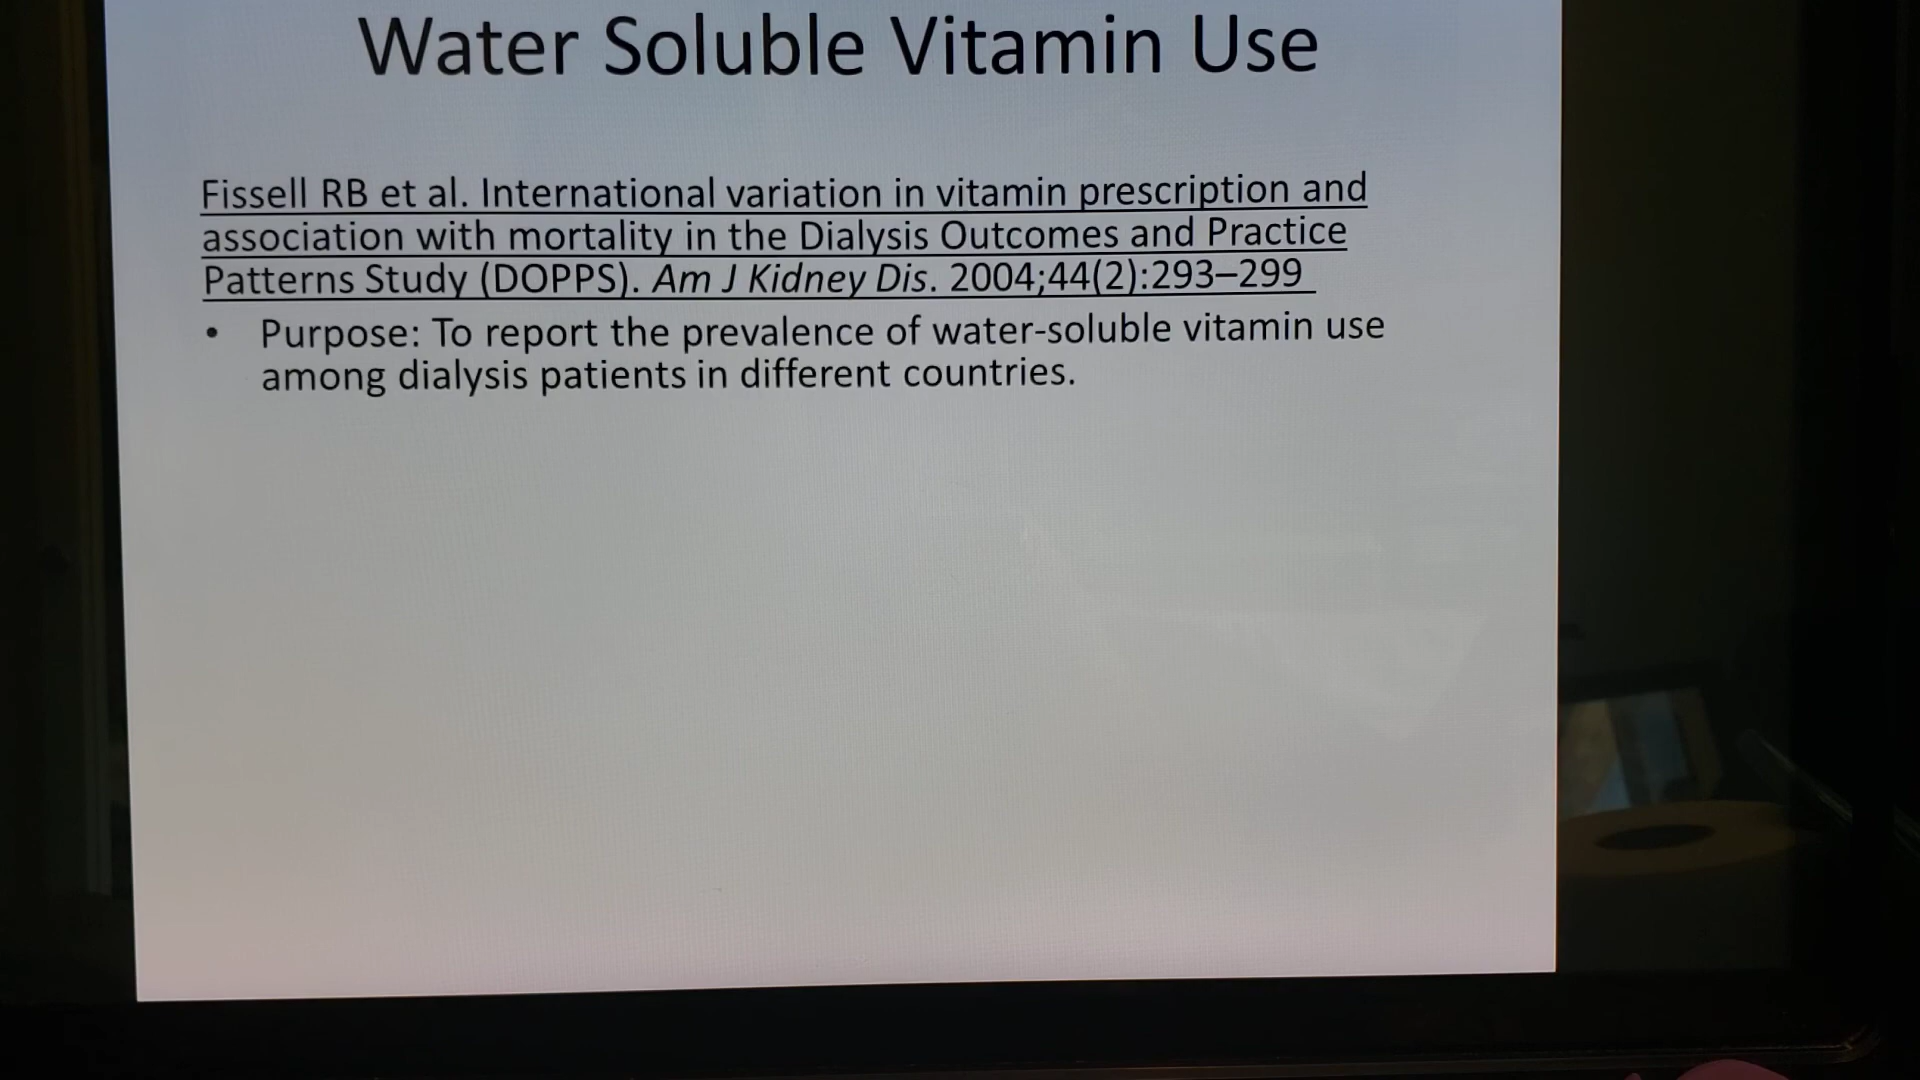 Water Soluble Vitamin Use
Fissell RB et al. International variation in vitamin prescription and
association with mortality in the Dialysis Outcomes and Practice
Patterns Study (DOPPS). Am J Kidney Dis. 2004;44(2):293–299
• Purpose: To report the prevalence of water-soluble vitamin use
among dialysis patients in different countries.